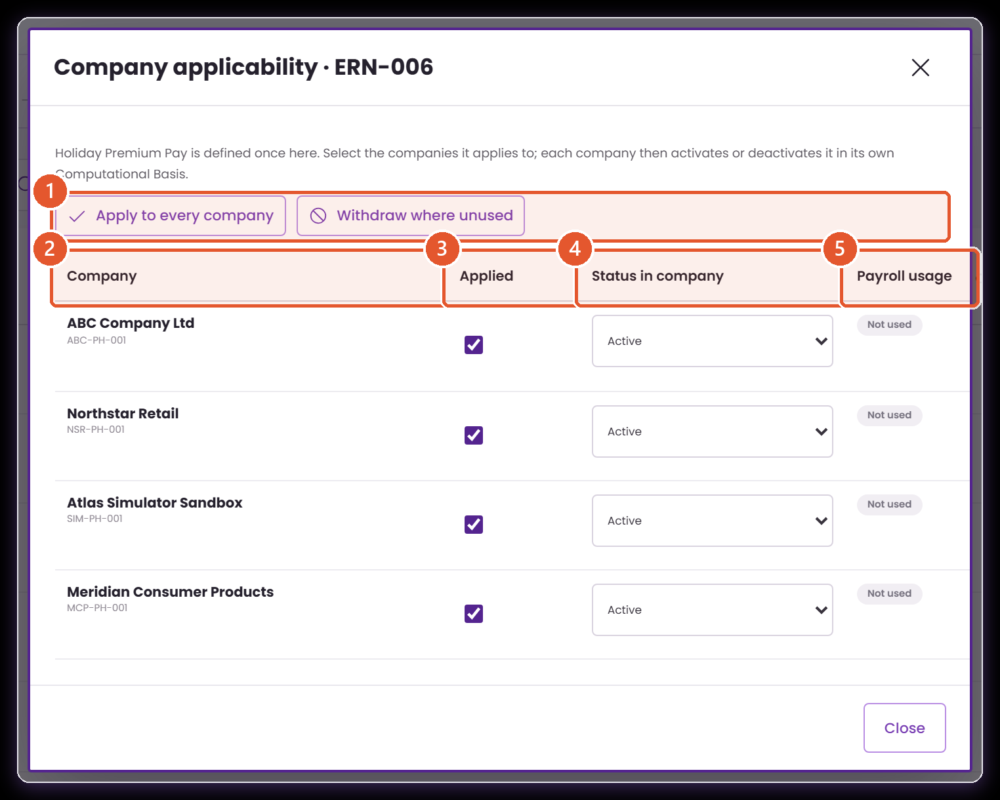 Company applicability · ERN-006
Holiday Premium Pay is defined once here. Select the companies it applies to; each company then activates or deactivates it in its own
Computational Basis.
1
Apply to every company
Withdraw where unused
2
3
4
5
Company
Applied
Status in company
Payroll usage
ABC Company Ltd
ABC-PH-001
Active
Not used
Northstar Retail
NSR-PH-001
Active
Not used
Atlas Simulator Sandbox
SIM-PH-001
Active
Not used
Meridian Consumer Products
MCP-PH-001
Active
Not used
Close